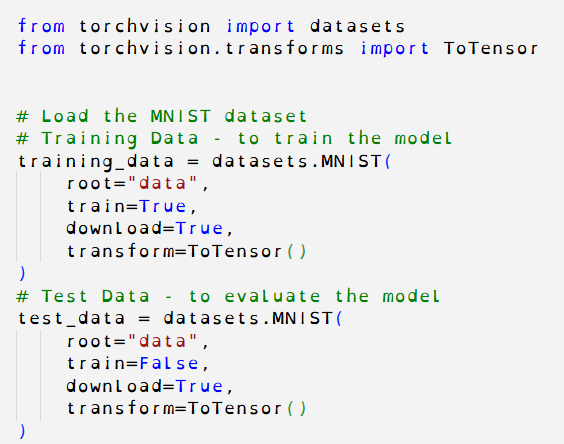 from torchvision import datasets
from torchvision.transforms import ToTensor
# Load the MNIST dataset
# Training Data - to train the model
training_data = datasets.MNIST(
    root="data",
    train=True,
    download=True,
    transform=ToTensor()
)
# Test Data - to evaluate the model
test_data = datasets.MNIST(
    root="data",
    train=False,
    download=True,
    transform=ToTensor()
)